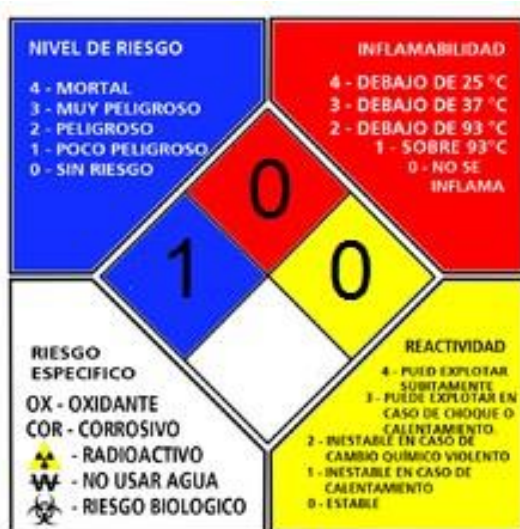 NIVEL DE RIESGO
4 - MORTAL
3 - MUY PELIGROSO
2 - PELIGROSO
1 - POCO PELIGROSO
0 - SIN RIESGO
INFLAMABILIDAD
4 - DEBAJO DE 25 °C
3 - DEBAJO DE 37 °C
2 - DEBAJO DE 93 °C
1 - SOBRE 93°C
0 - NO SE
INFLAMA
0
1
0
RIESGO
ESPECIFICO
OX - OXIDANTE
COR - CORROSIVO
- RADIOACTIVO
W - NO USAR AGUA
- RIESGO BIOLOGICO
REACTIVIDAD
4 - PUED EXPLOTAR
SÚBITAMENTE
3 - PUEDE EXPLOTAR EN
CASO DE CHOQUE O
CALENTAMIENTO.
2 - INESTABLE EN CASO DE
CAMBIO QUÍMICO VIOLENTO
1 - INESTABLE EN CASO DE
CALENTAMIENTO
0 - ESTABLE